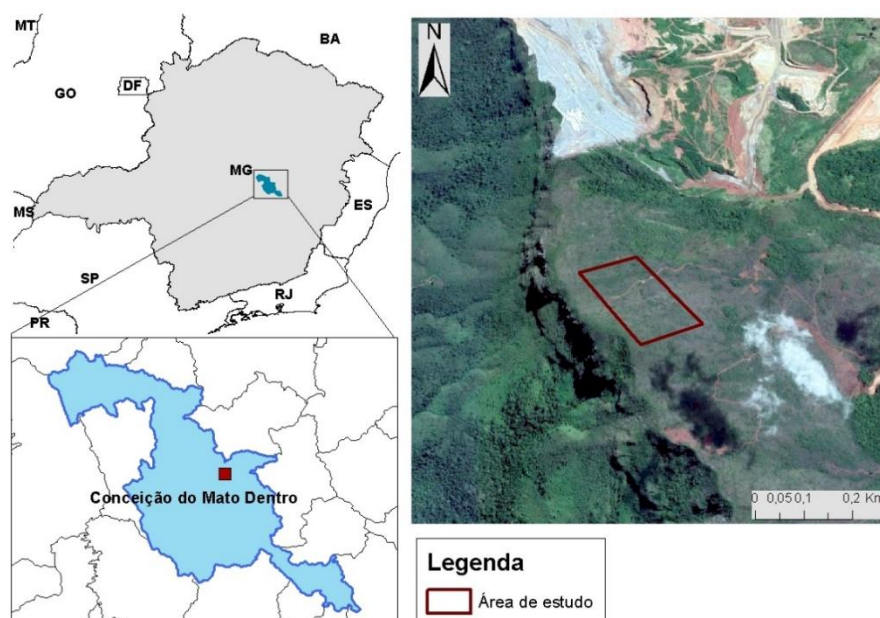 MT
BA
GO
DF
MG
MS
ES
SP
RJ
PR
Conceição do Mato Dentro
N
0 0,05 0,1 0,2 Km
Legenda
Área de estudo